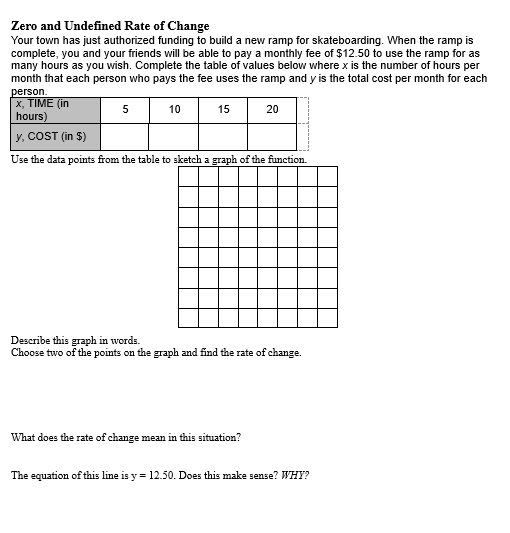 Zero and Undefined Rate of Change
Your town has just authorized funding to build a new ramp for skateboarding. When the ramp is
complete, you and your friends will be able to pay a monthly fee of $12.50 to use the ramp for as
many hours as you wish. Complete the table of values below where x is the number of hours per
month that each person who pays the fee uses the ramp and y is the total cost per month for each
person.
x, TIME (in
hours) 5 10 15 20
y, COST (in $)
Use the data points from the table to sketch a graph of the function.
Describe this graph in words.
Choose two of the points on the graph and find the rate of change.
What does the rate of change mean in this situation?
The equation of this line is y = 12.50. Does this make sense? WHY?